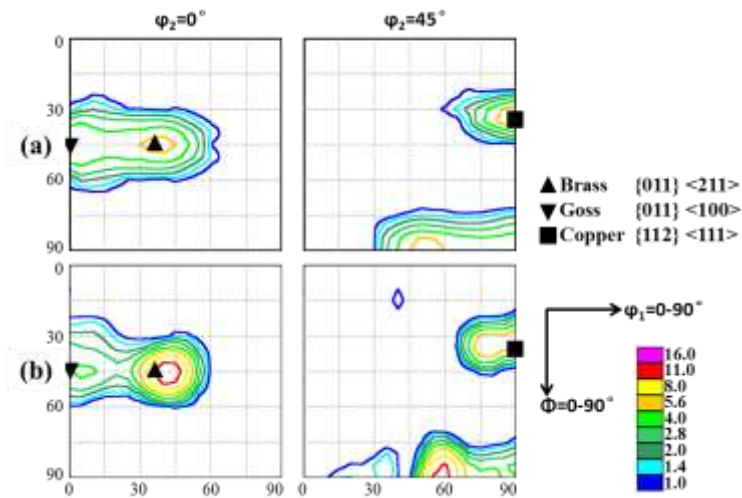 φ₂=0° φ₂=45°
0
30
60
90
(a)
▲ Brass {011} <211>
▼ Goss {011} <100>
■ Copper {112} <111>
0
30
60
90
(b)
0 30 60 90
30 60 90
φ₁=0-90°
Φ=0-90°
16.0
11.0
8.0
5.6
4.0
2.8
2.0
1.4
1.0